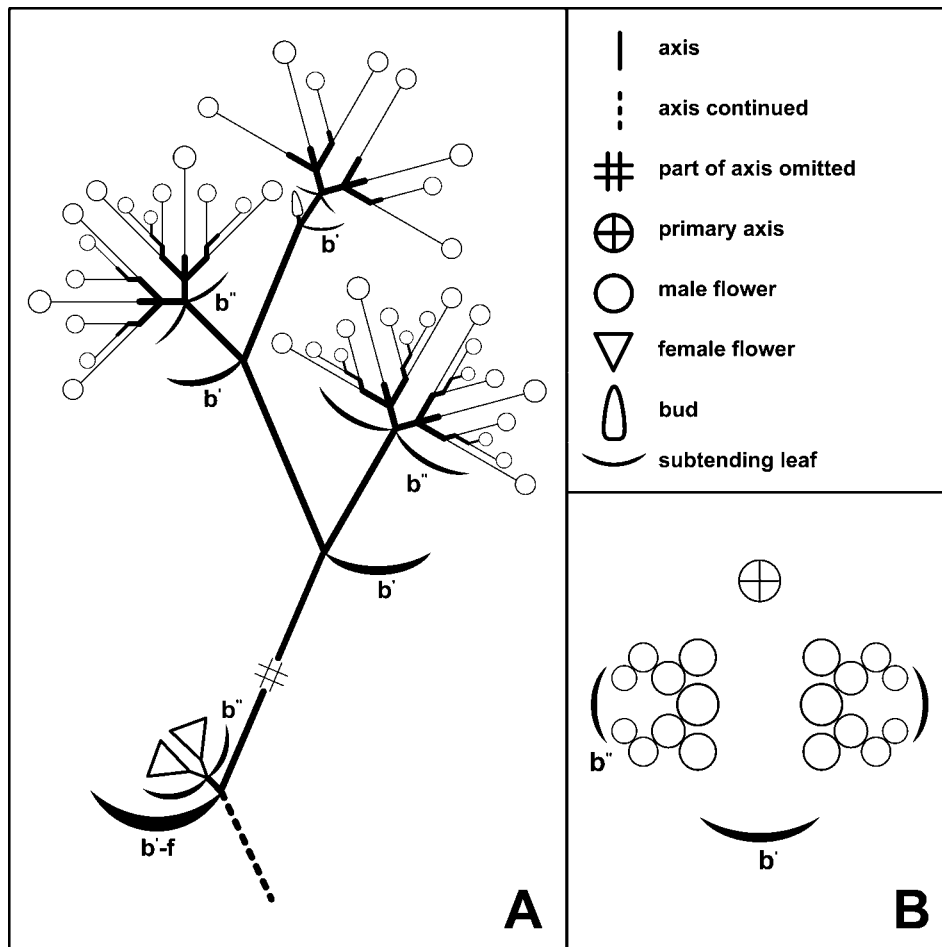 b'
b"
b'
b"
b'
b"
b'-f
A
axis
axis continued
part of axis omitted
primary axis
male flower
female flower
bud
subtending leaf
b"
b'
B